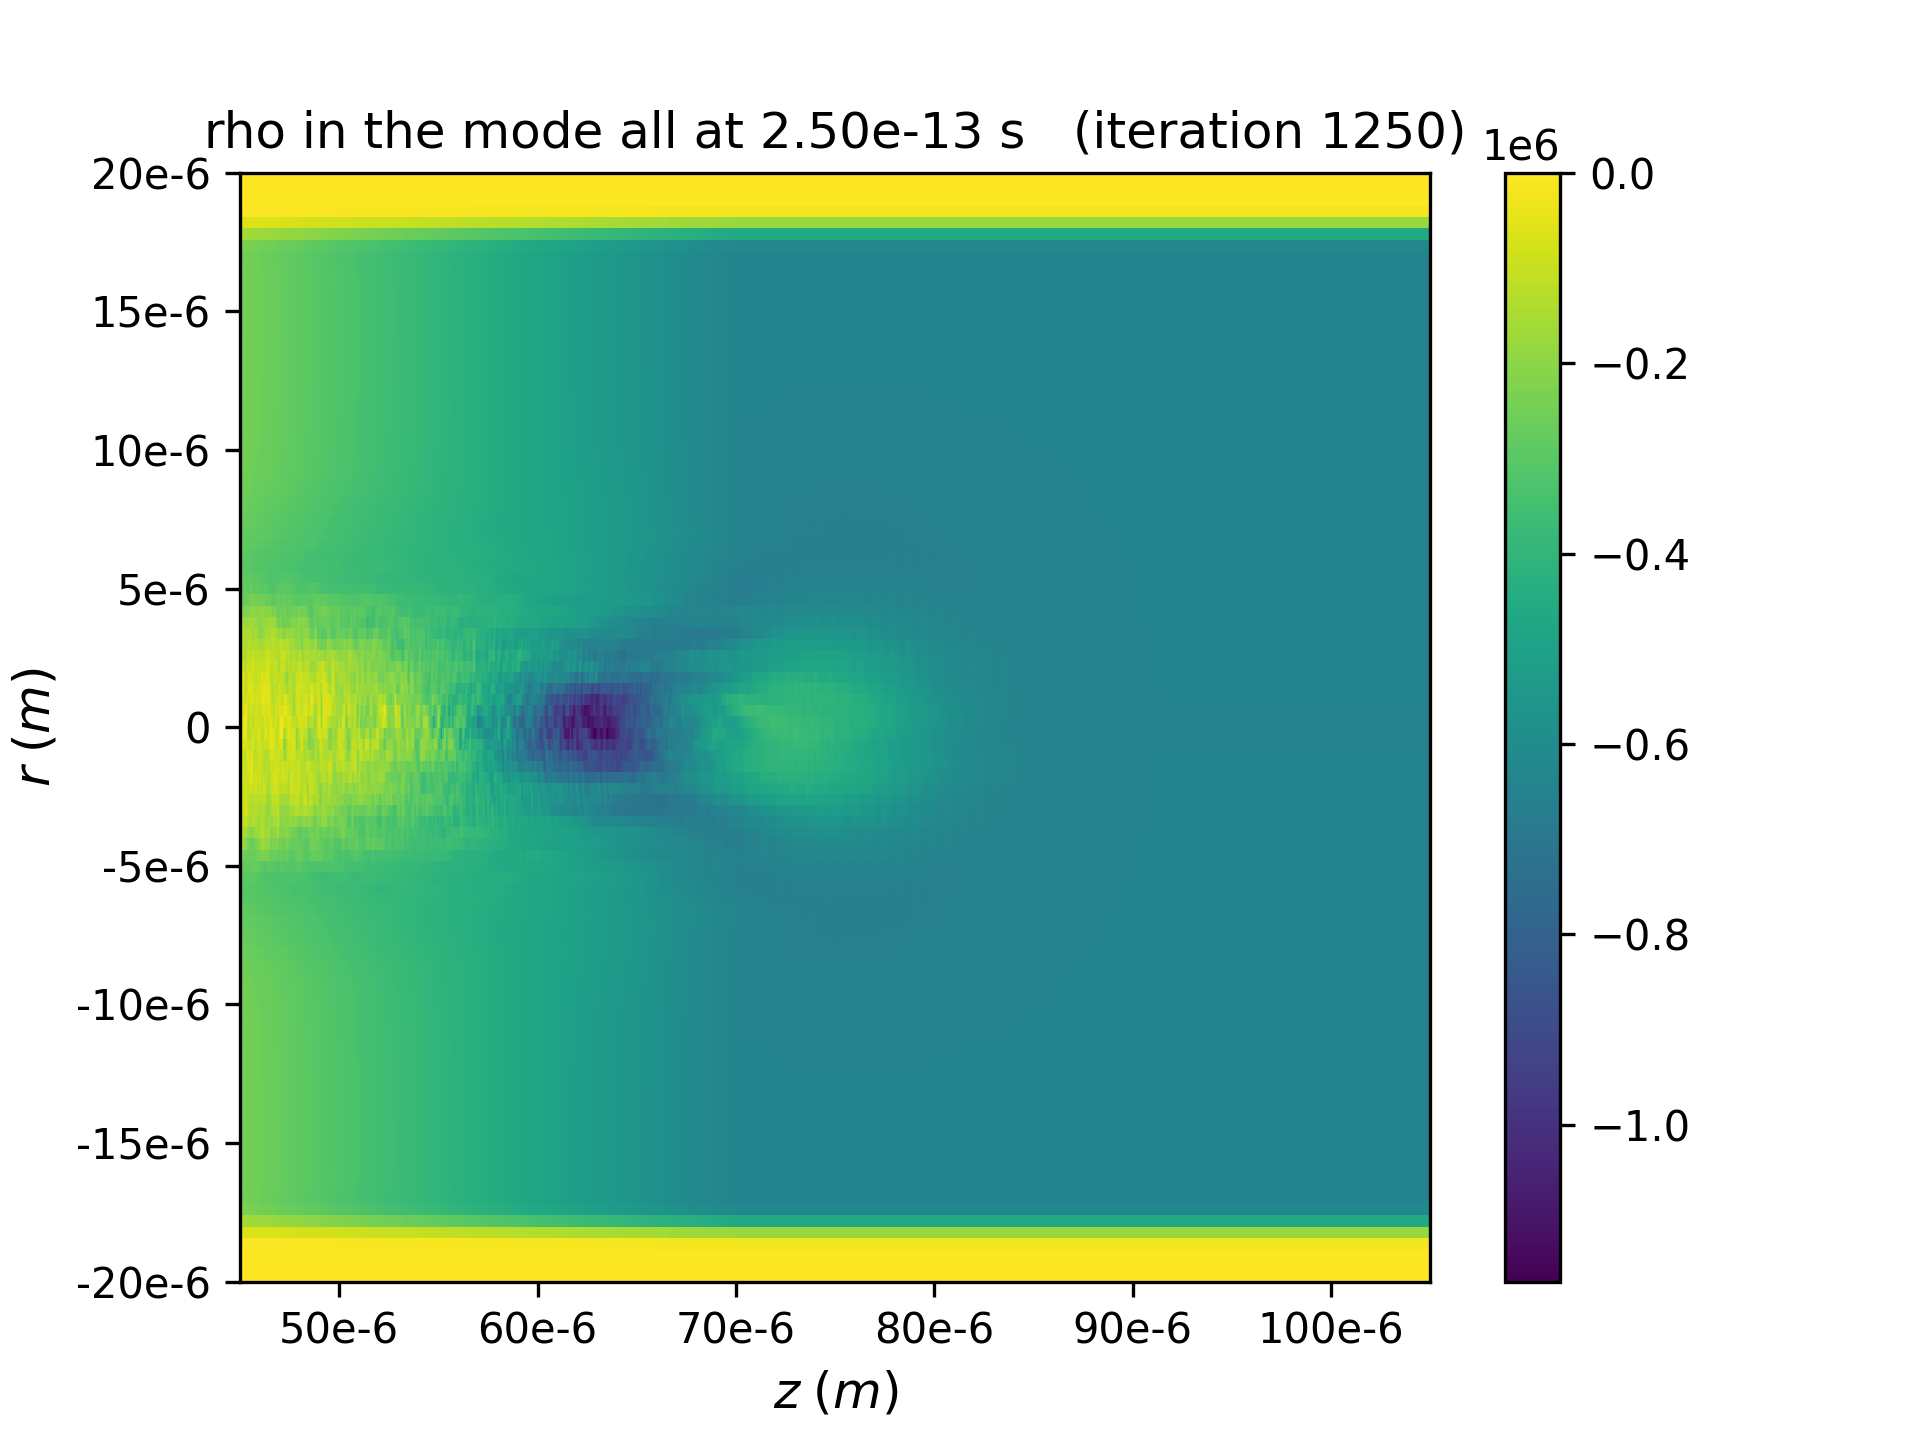 rho in the mode all at 2.50e-13 s   (iteration 1250)
1e6
20e-6
15e-6
10e-6
5e-6
0
-5e-6
-10e-6
-15e-6
-20e-6
r (m)
50e-6 60e-6 70e-6 80e-6 90e-6 100e-6
z (m)
0.0
−0.2
−0.4
−0.6
−0.8
−1.0